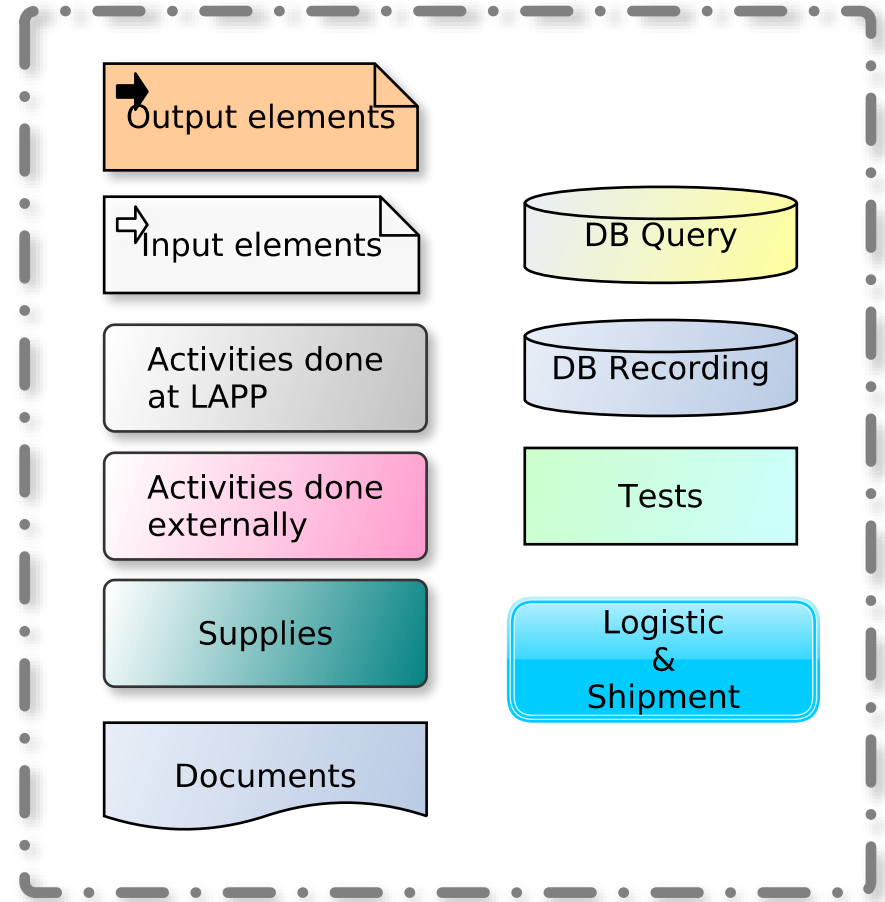 Output elements
Input elements
Activities done
at LAPP
Activities done
externally
Supplies
Documents
DB Query
DB Recording
Tests
Logistic
&
Shipment